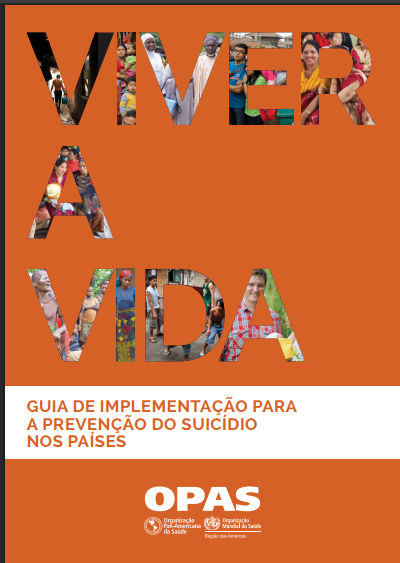 VIVER
A
VIDA
GUIA DE IMPLEMENTAÇÃO PARA
A PREVENÇÃO DO SUICÍDIO
NOS PAÍSES
OPAS
Organização
Pan-Americana
da Saúde
Organização
Mundial da Saúde
Região das Américas